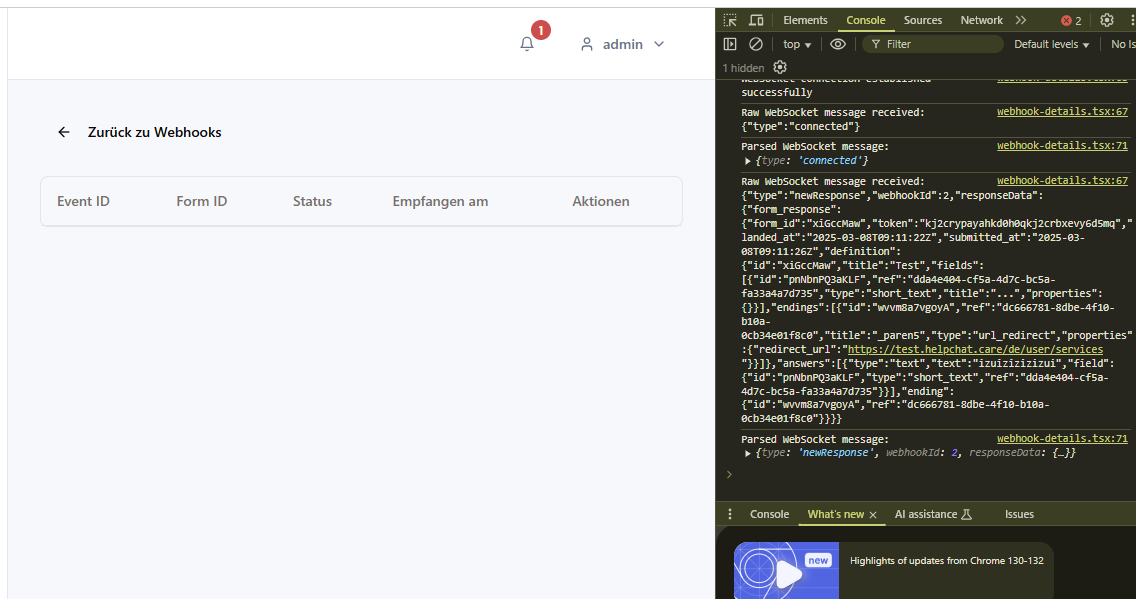 1
admin
Zurück zu Webhooks
Event ID Form ID Status Empfangen am Aktionen
Elements Console Sources Network 2
top Filter Default levels No Is
1 hidden
WebSocket connection established
successfully
Raw WebSocket message received: webhook-details.tsx:67
{"type":"connected"}
Parsed WebSocket message: webhook-details.tsx:71
{type: 'connected'}
Raw WebSocket message received: webhook-details.tsx:67
{"type":"newResponse","webhookId":2,"responseData":
{"form_response":
{"form_id":"xiGccMaw","token":"kj2crypayahkd0h0qkj2crbxevy6d5mq","
landed_at":"2025-03-08T09:11:22Z","submitted_at":"2025-03-
08T09:11:26Z","definition":
{"id":"xiGccMaw","title":"Test","fields":
[{"id":"pnNbnPQ3aKLF","ref":"dda4e404-cf5a-4d7c-bc5a-
fa33a4a7d735","type":"short_text","title":"...","properties":
{}}],"endings":[{"id":"wvvm8a7vgoyA","ref":"dc666781-8dbe-4f10-
b10a-
0cb34e01f8c0","title":"_paren5","type":"url_redirect","properties"
:{"redirect_url":"https://test.helpchat.care/de/user/services
"}}]},"answers":[{"type":"text","text":"izuizizizizui","field":
{"id":"pnNbnPQ3aKLF","type":"short_text","ref":"dda4e404-cf5a-
4d7c-bc5a-fa33a4a7d735"}}],"ending":
{"id":"wvvm8a7vgoyA","ref":"dc666781-8dbe-4f10-b10a-
0cb34e01f8c0"}}}}
Parsed WebSocket message: webhook-details.tsx:71
{type: 'newResponse', webhookId: 2, responseData: {…}}
Console What's new AI assistance Issues
new
Highlights of updates from Chrome 130-132